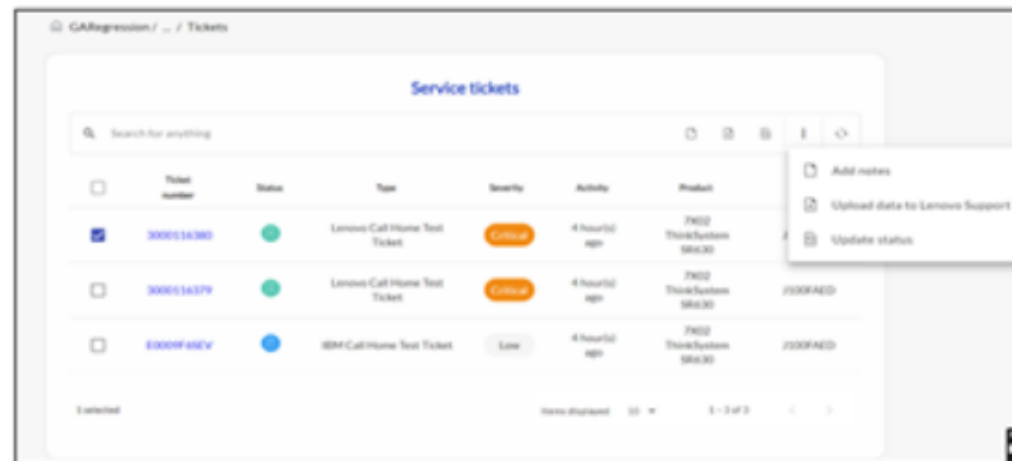 GARegression / ... / Tickets
Service tickets
Search for anything
Ticket number
Status
Type
Severity
Activity
Product
Add notes
Upload data to Lenovo Support
Update status
3000116380
Lenovo Call Home Test
Ticket
Critical
4 hour(s)
ago
7X02
ThinkSystem
SR630
3000116379
Lenovo Call Home Test
Ticket
Critical
4 hour(s)
ago
7X02
ThinkSystem
SR630
J100FAED
IBM Call Home Test Ticket
Low
4 hour(s)
ago
7X02
ThinkSystem
SR630
J100FAED
1 selected
Items displayed 10
1 - 3 of 3